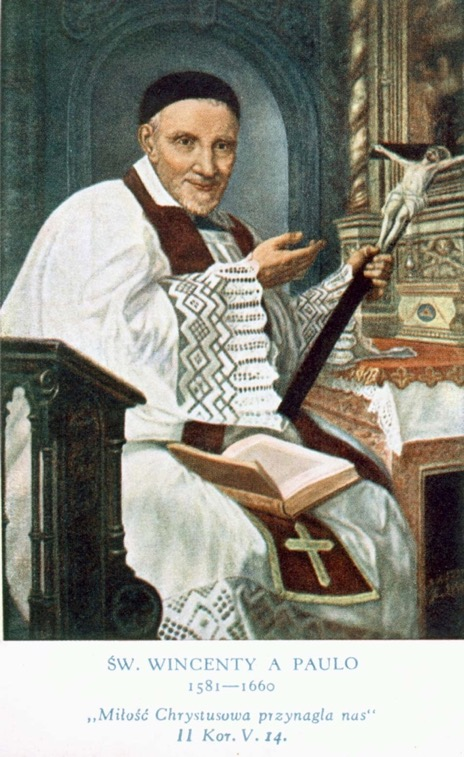 ŚW. WINCENTY A PAULO
1581—1660
„Miłość Chrystusowa przynagla nas“
II Kor. V. 14.